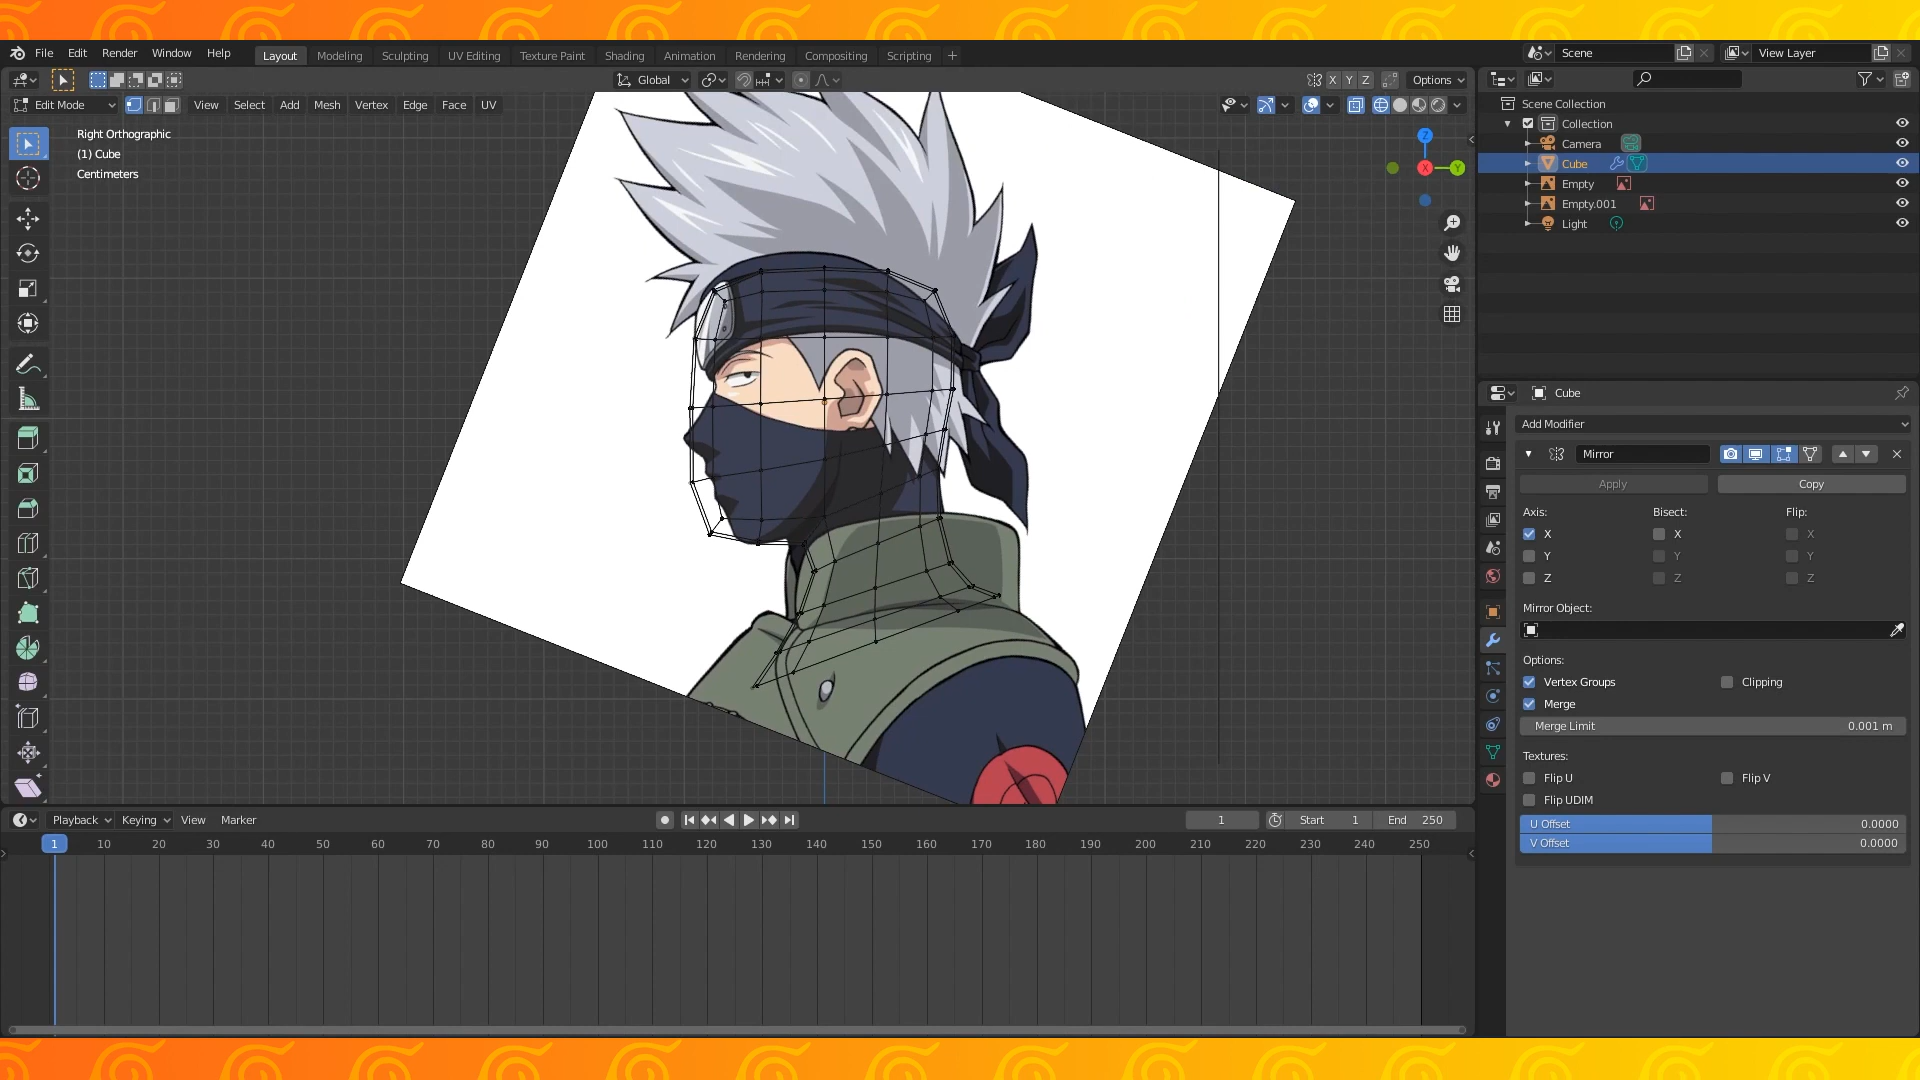 File Edit Render Window Help Layout Modeling Sculpting UV Editing Texture Paint Shading Animation Rendering Compositing Scripting + Scene View Layer
Global X Y Z Options
Edit Mode View Select Add Mesh Vertex Edge Face UV
Right Orthographic
(1) Cube
Centimeters
Z
X
Y
Scene Collection
Collection
Camera
Cube
Empty
Empty.001
Light
Cube
Add Modifier
Mirror
Apply Copy
Axis: Bisect: Flip:
X X X
Y Y Y
Z Z Z
Mirror Object:
Options:
Vertex Groups Clipping
Merge
Merge Limit 0.001 m
Textures:
Flip U Flip V
Flip UDIM
U Offset 0.0000
V Offset 0.0000
Playback Keying View Marker 1 Start 1 End 250
1 10 20 30 40 50 60 70 80 90 100 110 120 130 140 150 160 170 180 190 200 210 220 230 240 250